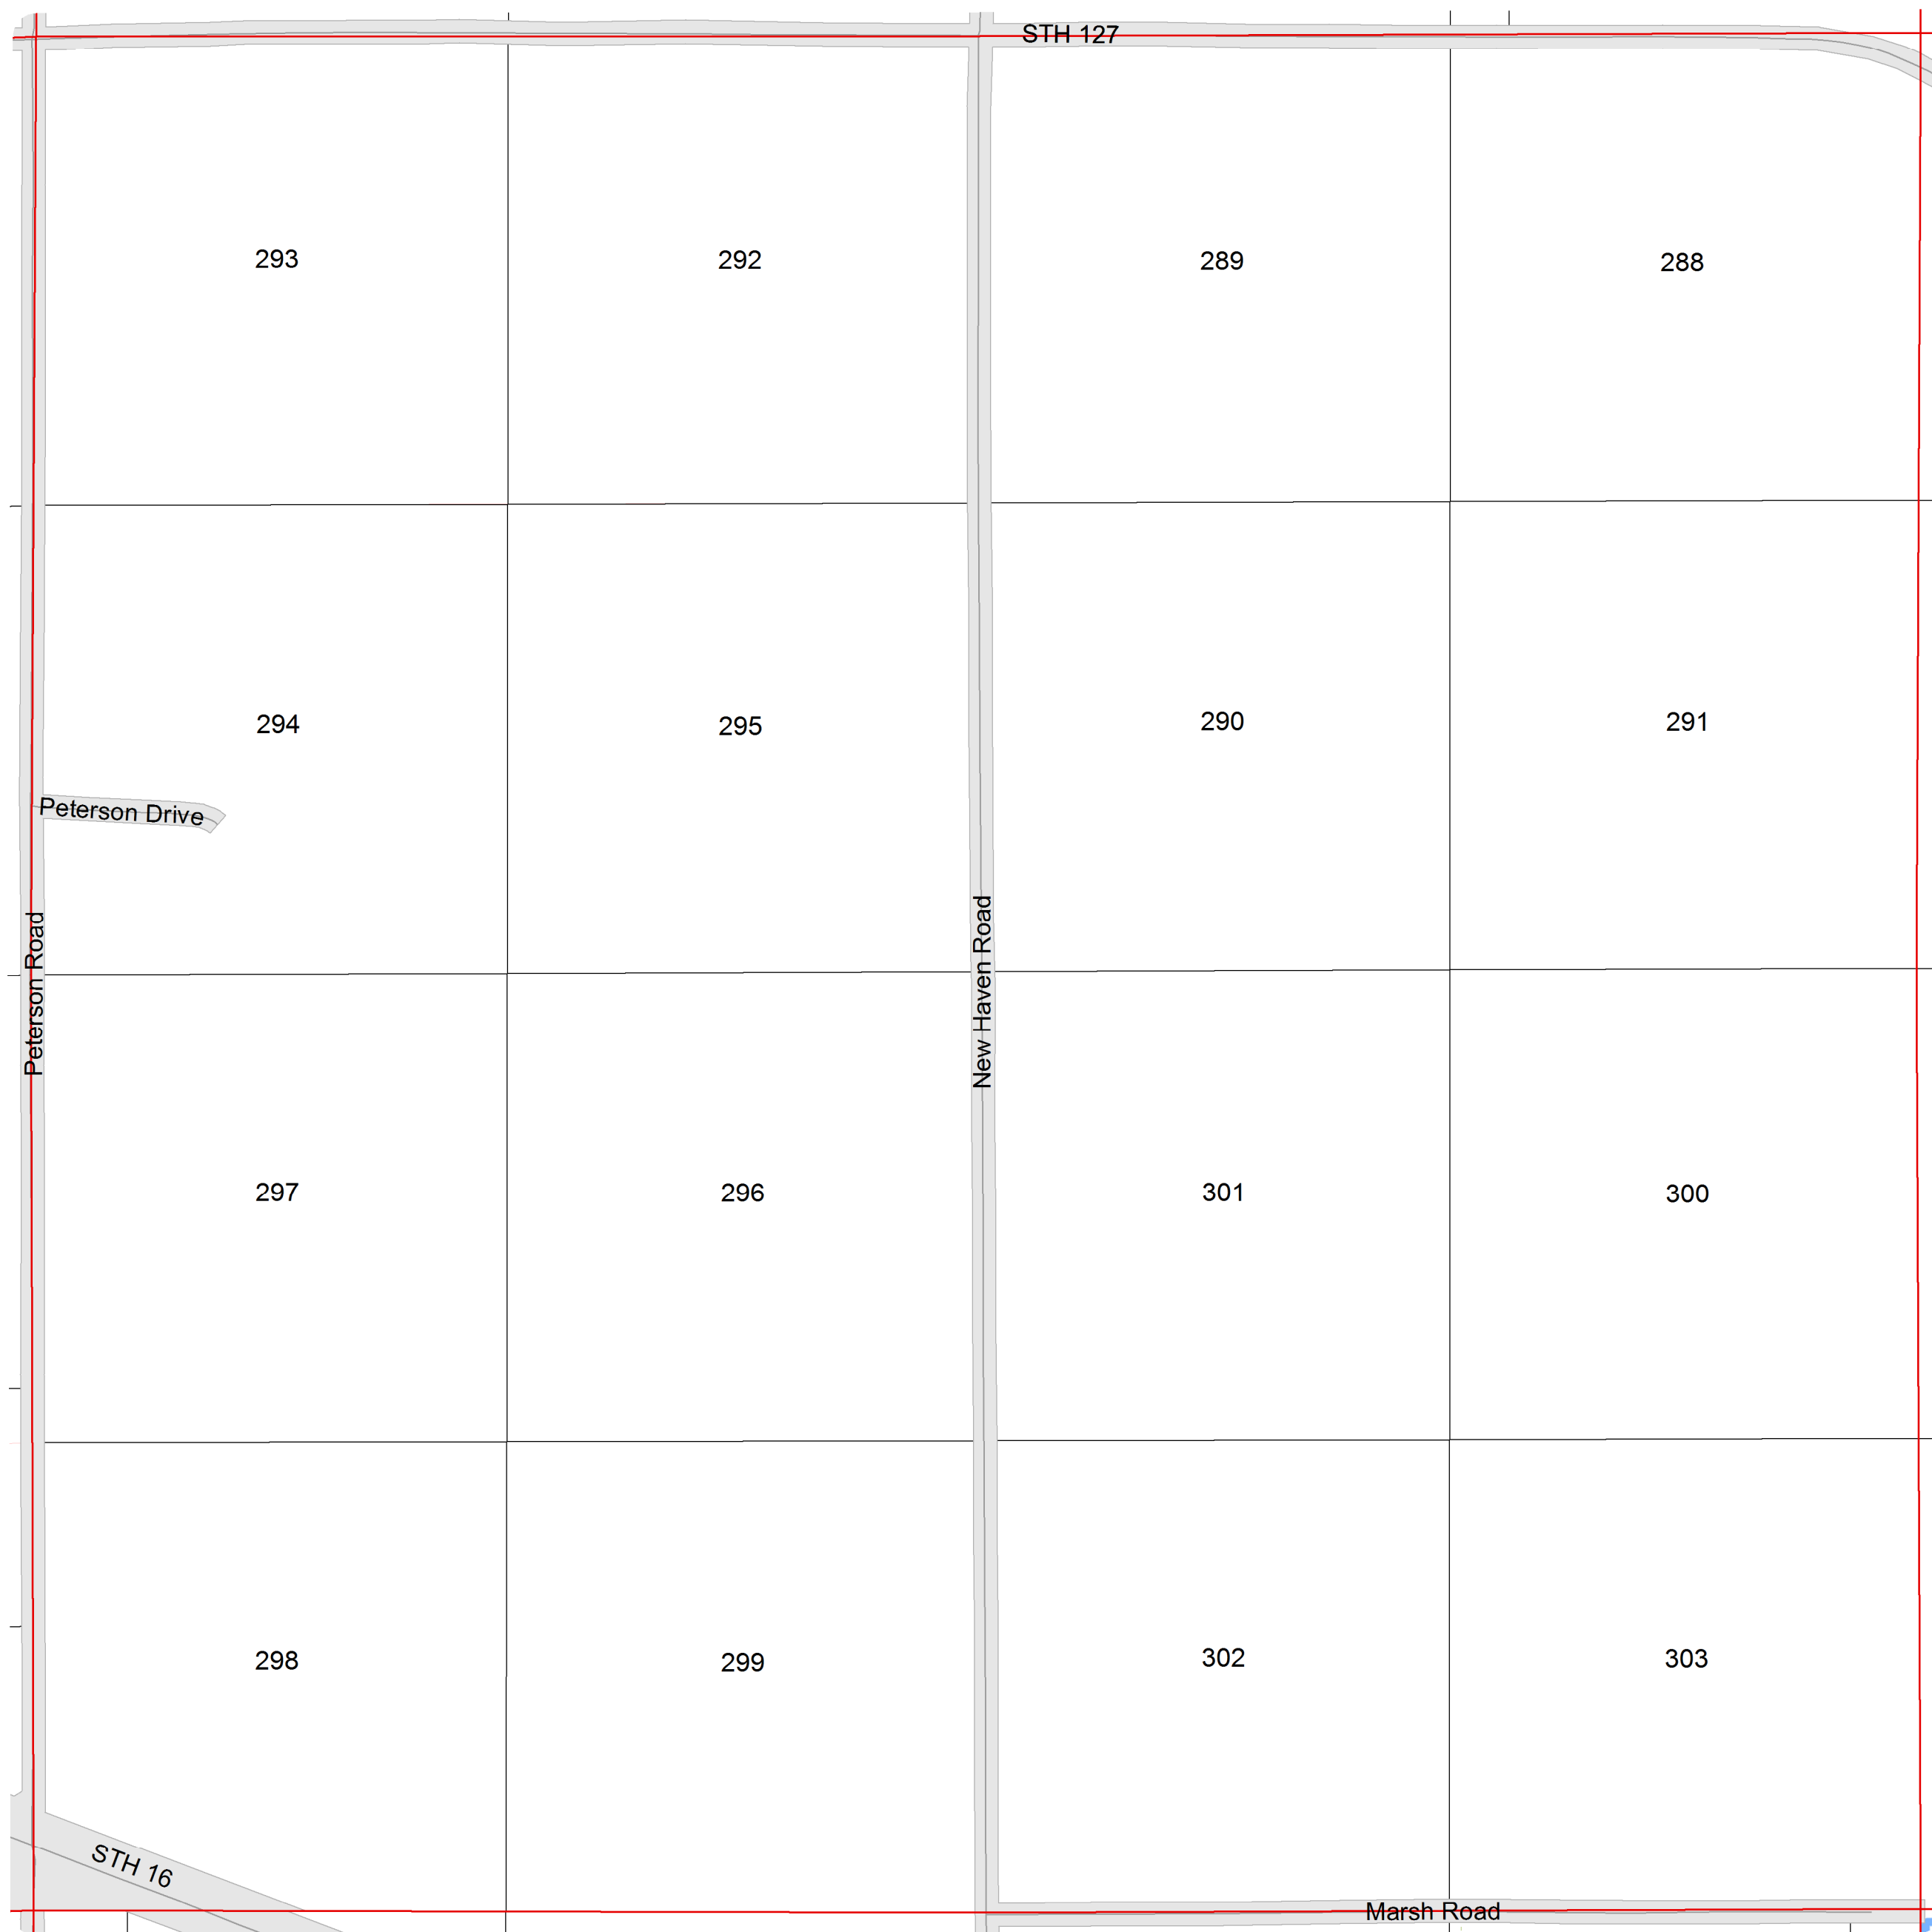 STH 127
293
292
289
288
294
295
290
291
Peterson Drive
Peterson Road
New Haven Road
297
296
301
300
298
299
302
303
STH 16
Marsh Road